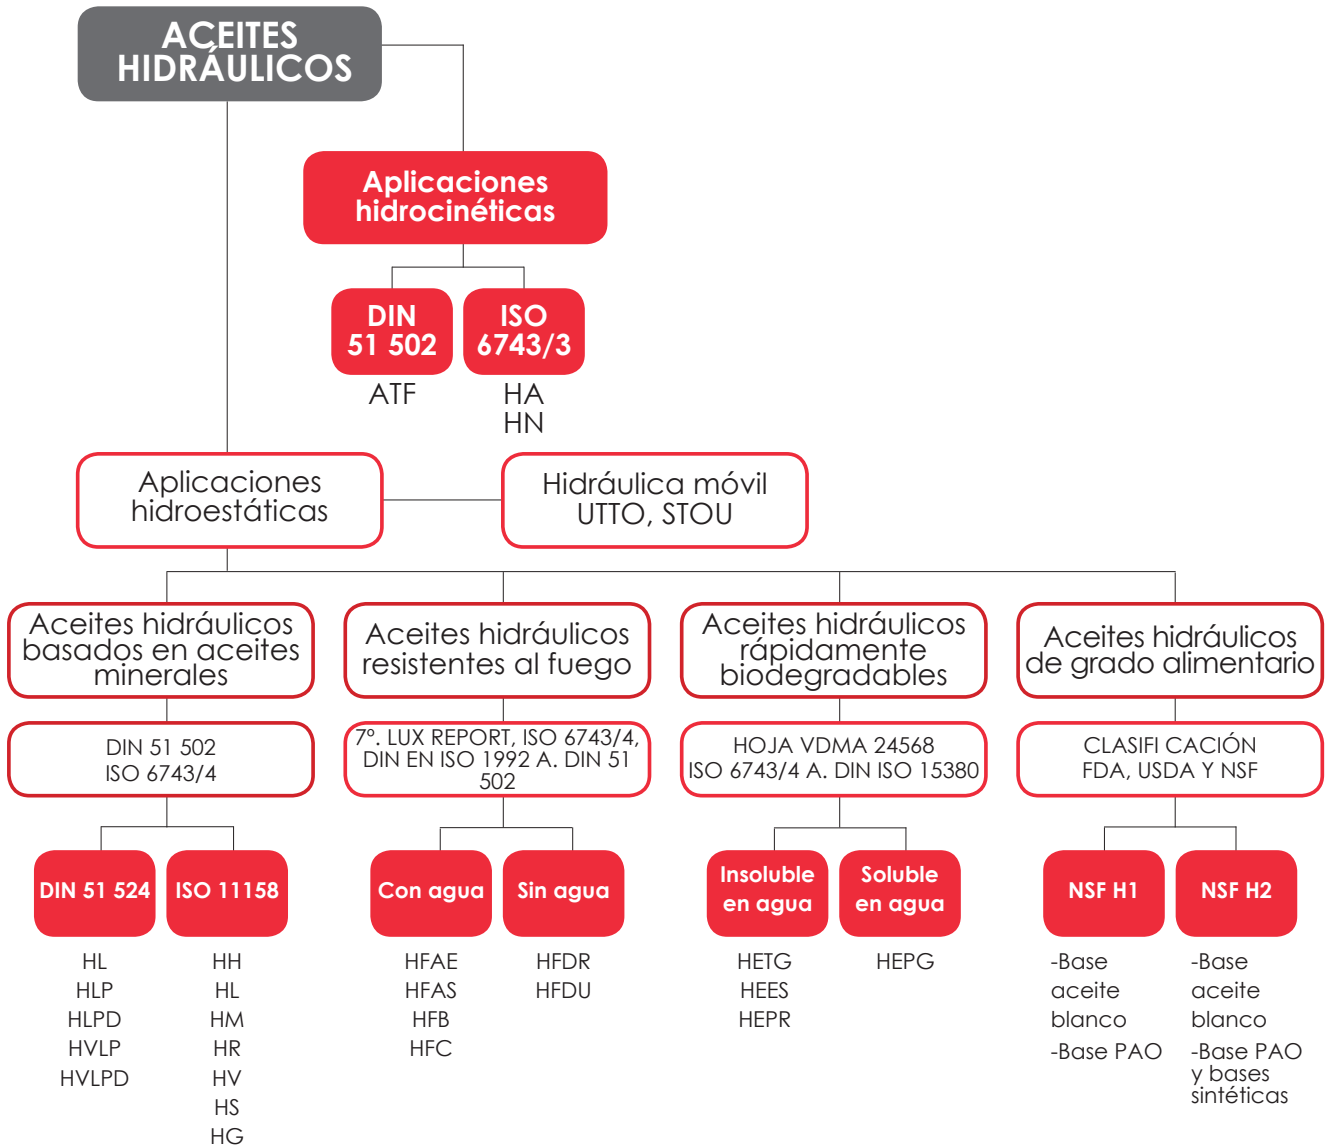 ACEITES
HIDRÁULICOS
Aplicaciones
hidrocinéticas
DIN
51 502
ISO
6743/3
ATF
HA
HN
Aplicaciones
hidroestáticas
Hidráulica móvil
UTTO, STOU
Aceites hidráulicos
basados en aceites
minerales
Aceites hidráulicos
resistentes al fuego
Aceites hidráulicos
rápidamente
biodegradables
Aceites hidráulicos
de grado alimentario
DIN 51 502
ISO 6743/4
7º. LUX REPORT, ISO 6743/4,
DIN EN ISO 1992 A. DIN 51
502
HOJA VDMA 24568
ISO 6743/4 A. DIN ISO 15380
CLASIFI CACIÓN
FDA, USDA Y NSF
DIN 51 524
ISO 11158
Con agua
Sin agua
Insoluble
en agua
Soluble
en agua
NSF H1
NSF H2
HL
HLP
HLPD
HVLP
HVLPD
HH
HL
HM
HR
HV
HS
HG
HFAE
HFAS
HFB
HFC
HFDR
HFDU
HETG
HEES
HEPR
HEPG
-Base
aceite
blanco
-Base PAO
-Base
aceite
blanco
-Base PAO
y bases
sintéticas